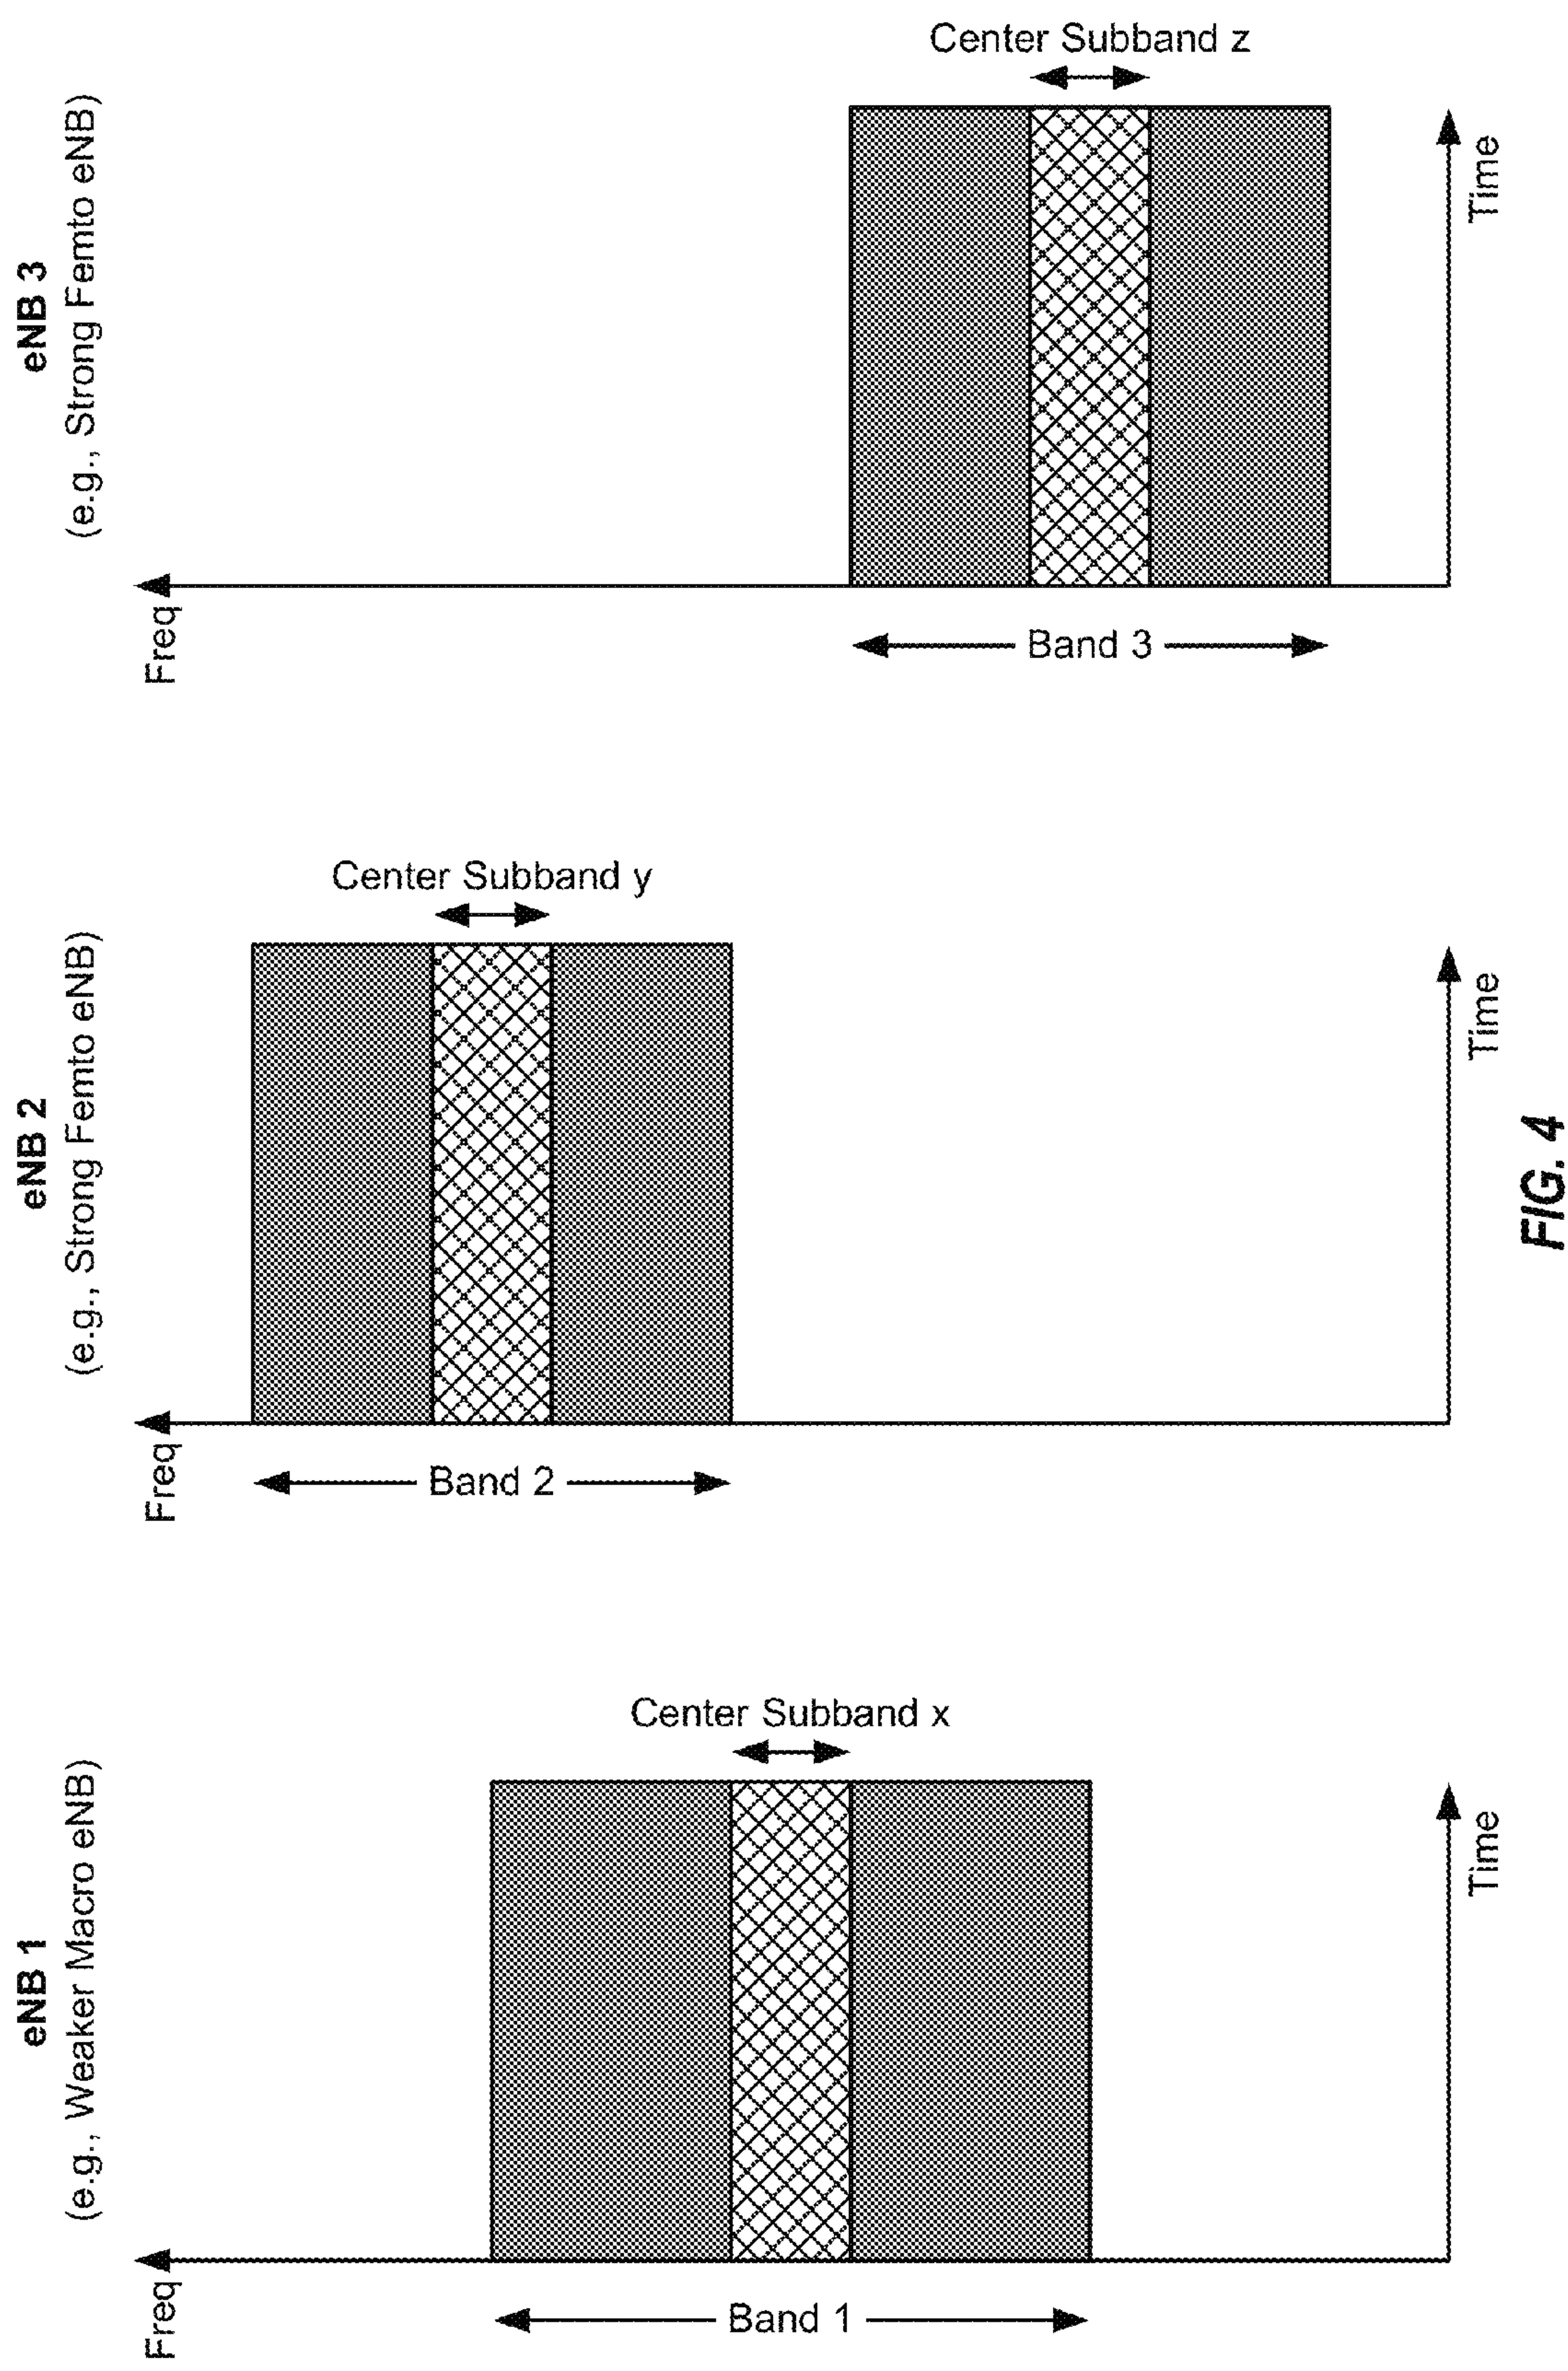 eNB 1
(e.g., Weaker Macro eNB)
Freq
Band 1
Center Subband x
Time
eNB 2
(e.g., Strong Femto eNB)
Freq
Band 2
Center Subband y
Time
eNB 3
(e.g., Strong Femto eNB)
Freq
Band 3
Center Subband z
Time
FIG. 4